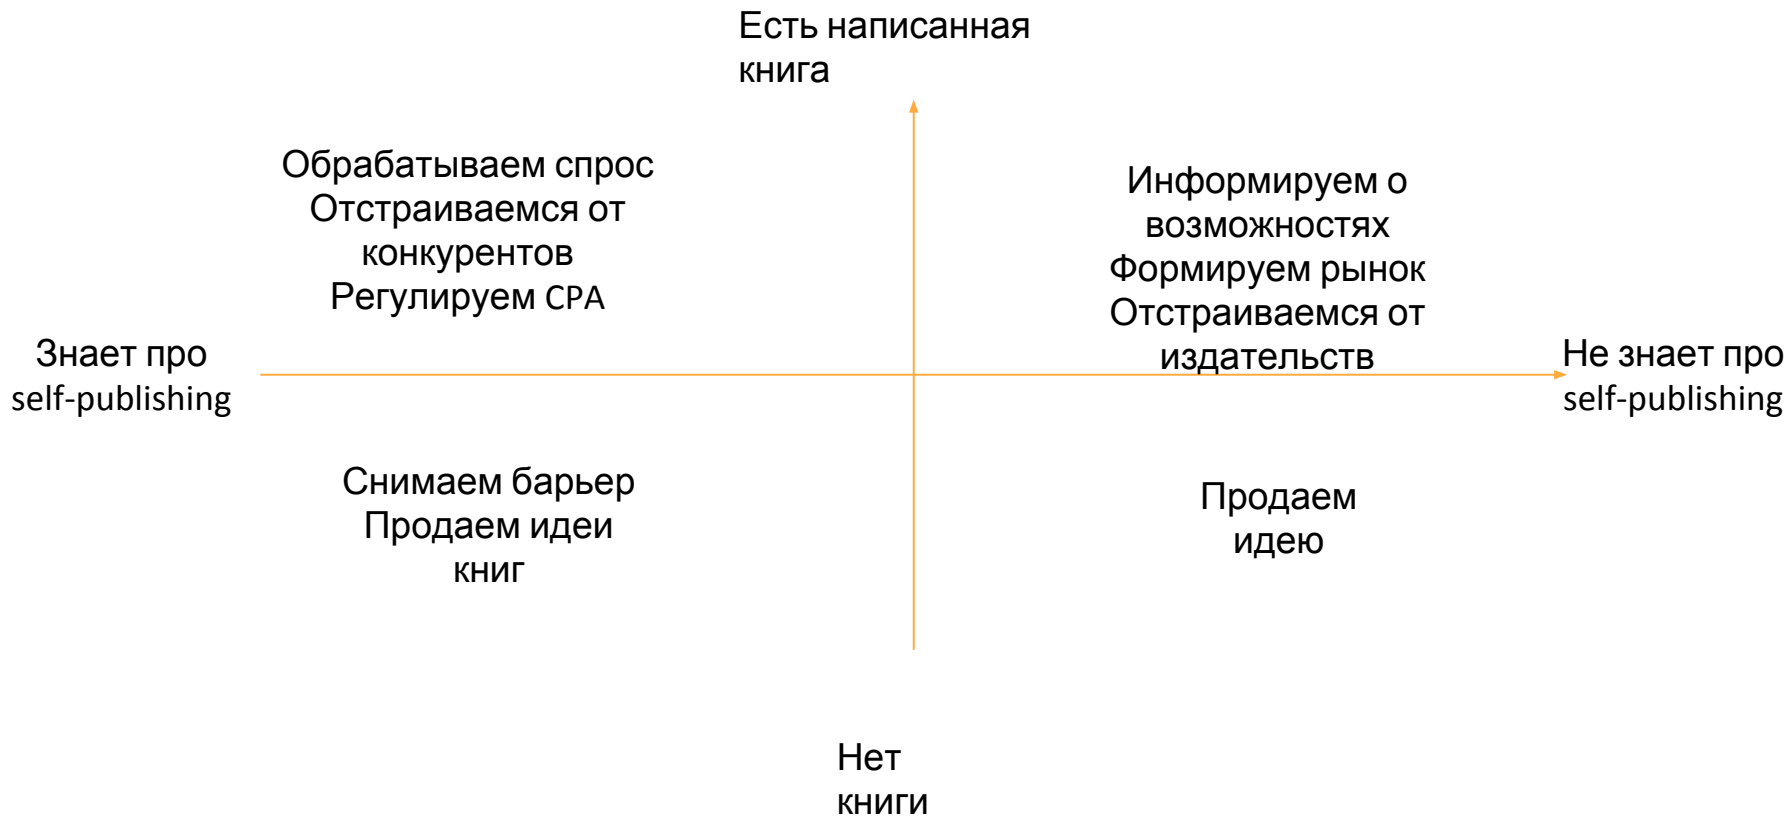 Есть написанная
книга
Обрабатываем спрос
Отстраиваемся от
конкурентов
Регулируем CPA
Информируем о
возможностях
Формируем рынок
Отстраиваемся от
издательств
Знает про
self-publishing
Не знает про
self-publishing
Снимаем барьер
Продаем идеи
книг
Продаем
идею
Нет
книги